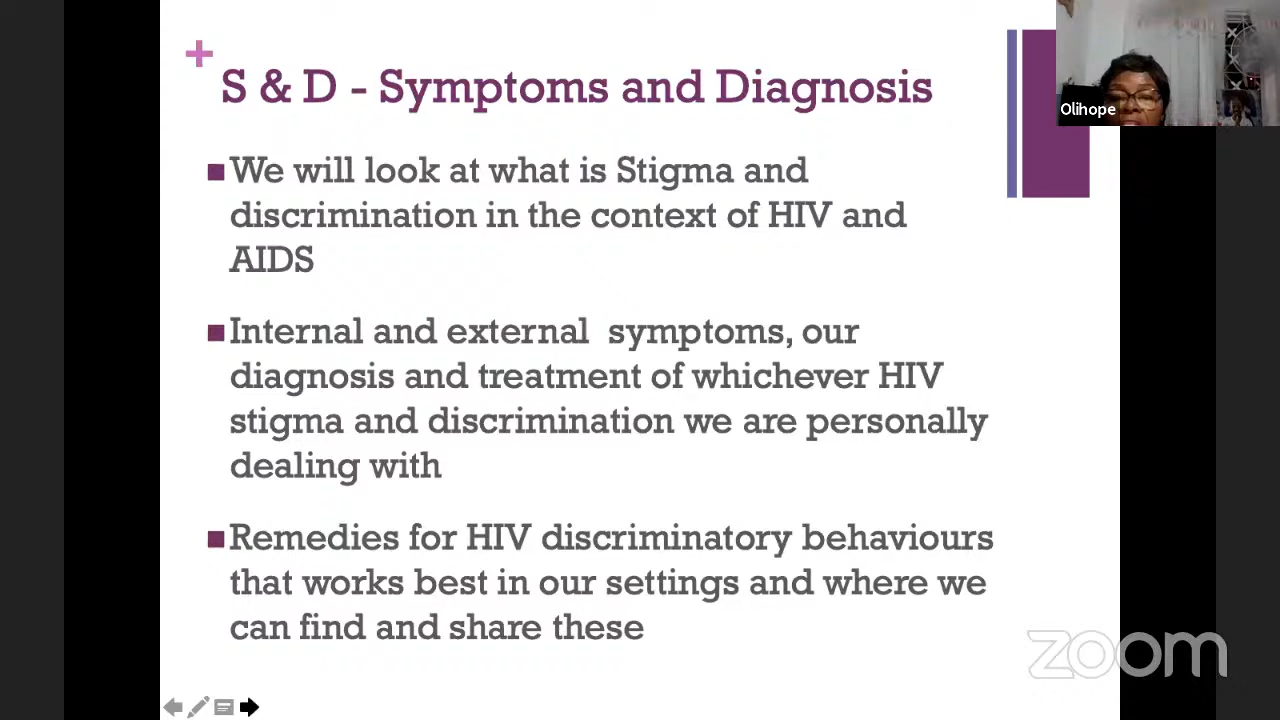 S & D - Symptoms and Diagnosis
Olihope
We will look at what is Stigma and
discrimination in the context of HIV and
AIDS
Internal and external symptoms, our
diagnosis and treatment of whichever HIV
stigma and discrimination we are personally
dealing with
Remedies for HIV discriminatory behaviours
that works best in our settings and where we
can find and share these
zoom